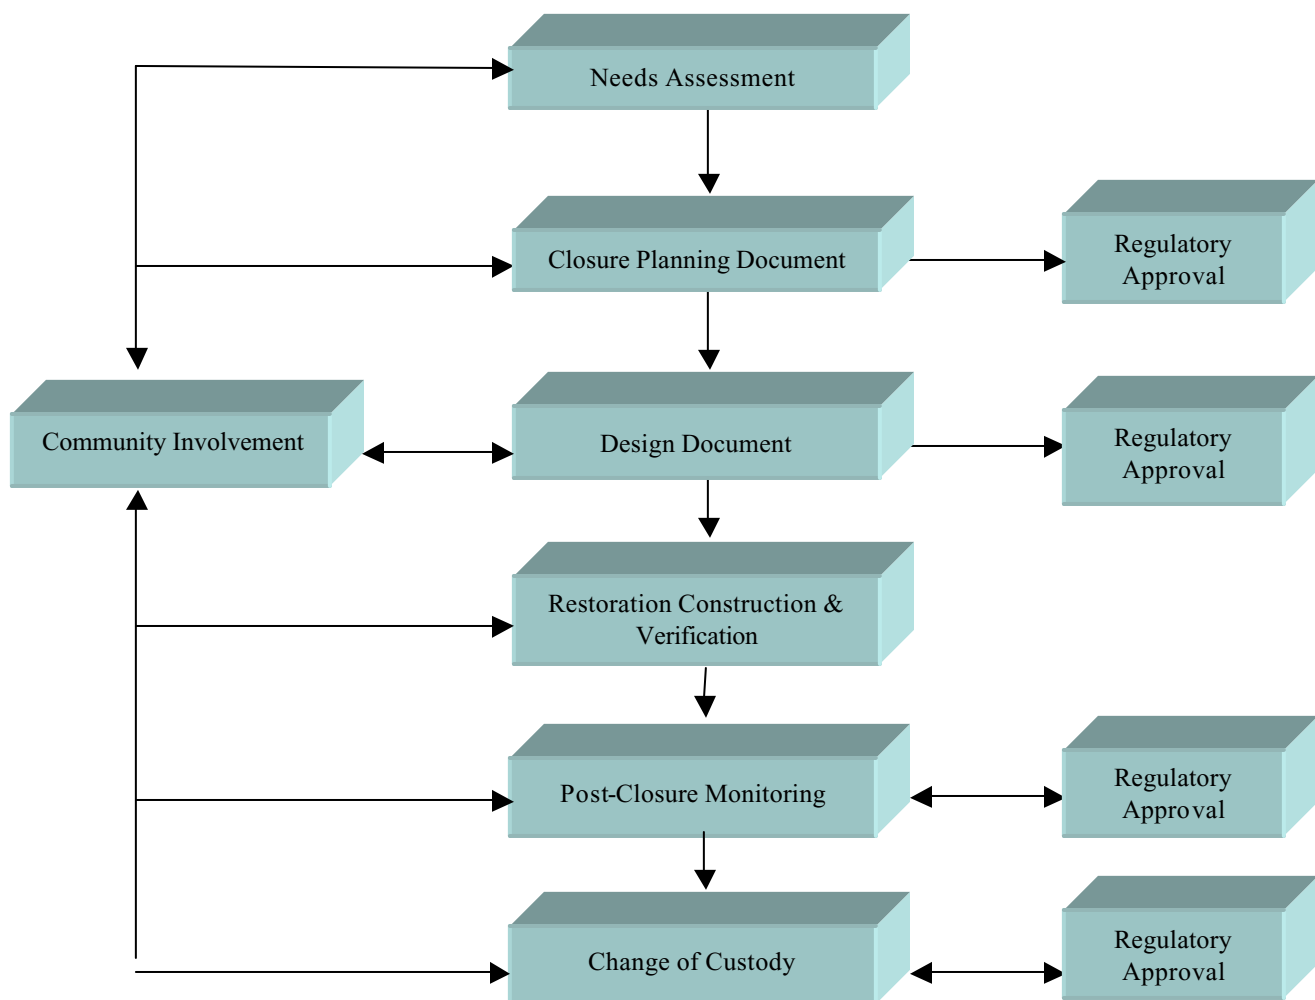 Needs Assessment
Closure Planning Document
Regulatory
Approval
Community Involvement
Design Document
Regulatory
Approval
Restoration Construction &
Verification
Post-Closure Monitoring
Regulatory
Approval
Change of Custody
Regulatory
Approval